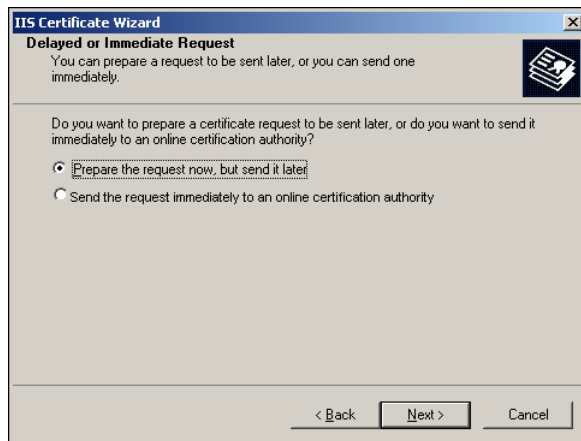 IIS Certificate Wizard
Delayed or Immediate Request
You can prepare a request to be sent later, or you can send one
immediately.
Do you want to prepare a certificate request to be sent later, or do you want to send it
immediately to an online certification authority?
Prepare the request now, but send it later
Send the request immediately to an online certification authority
< Back Next > Cancel